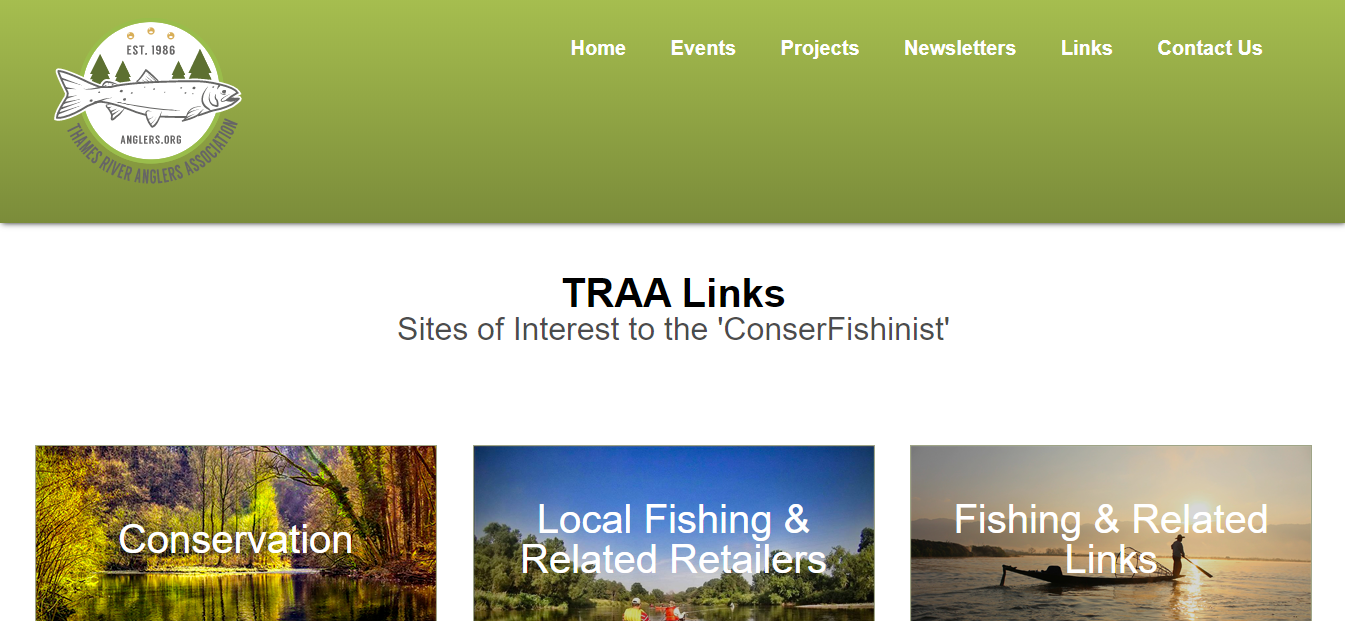 EST. 1986
ANGLERS.ORG
THAMES RIVER ANGLERS ASSOCIATION
Home Events Projects Newsletters Links Contact Us
TRAA Links
Sites of Interest to the 'ConserFishinist'
Conservation
Local Fishing &
Related Retailers
Fishing & Related
Links